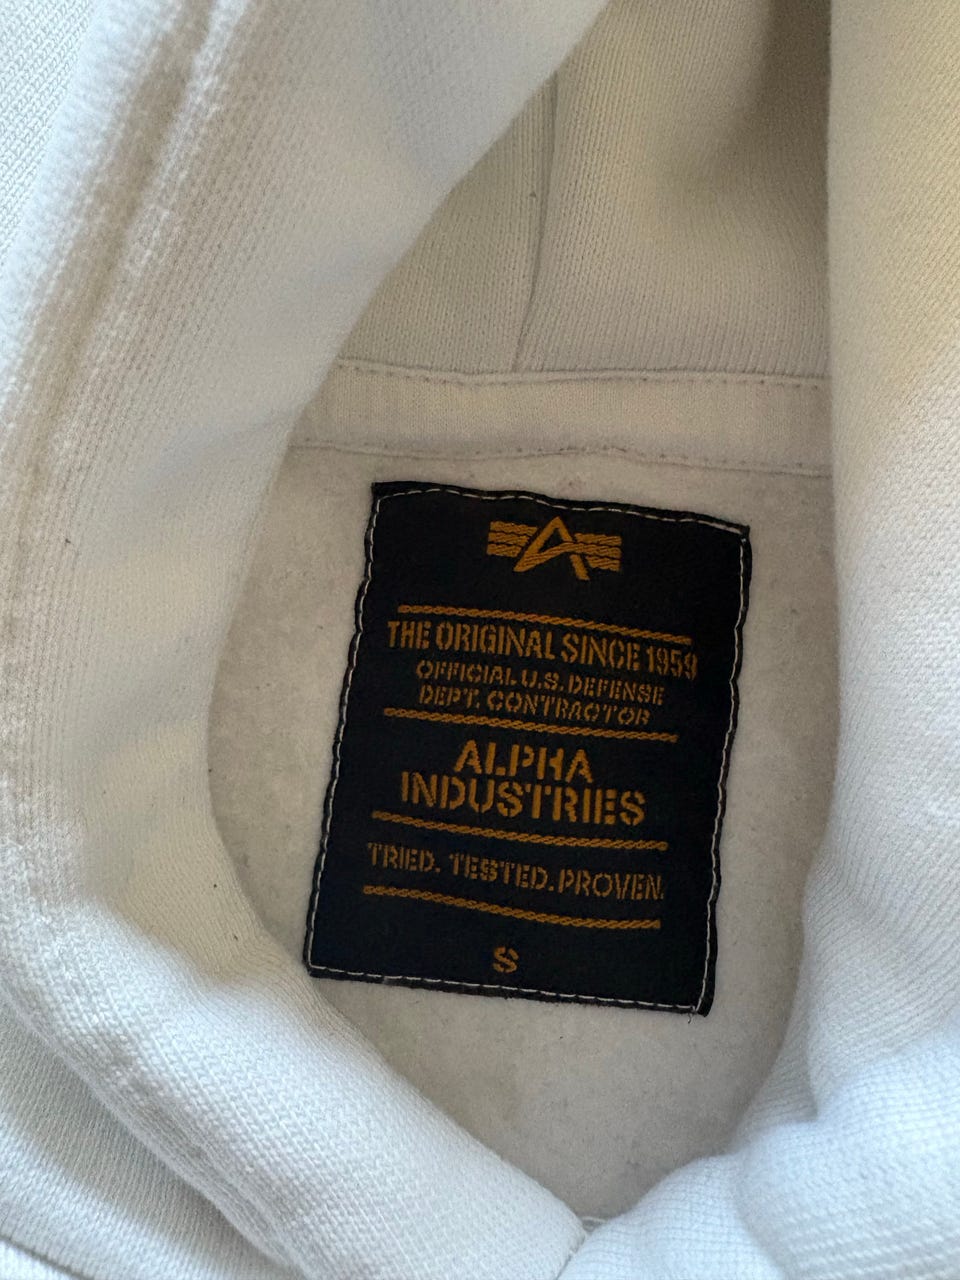 THE ORIGINAL SINCE 1959
OFFICIAL U.S. DEFENSE
DEPT. CONTRACTOR
ALPHA
INDUSTRIES
TRIED. TESTED. PROVEN.
S